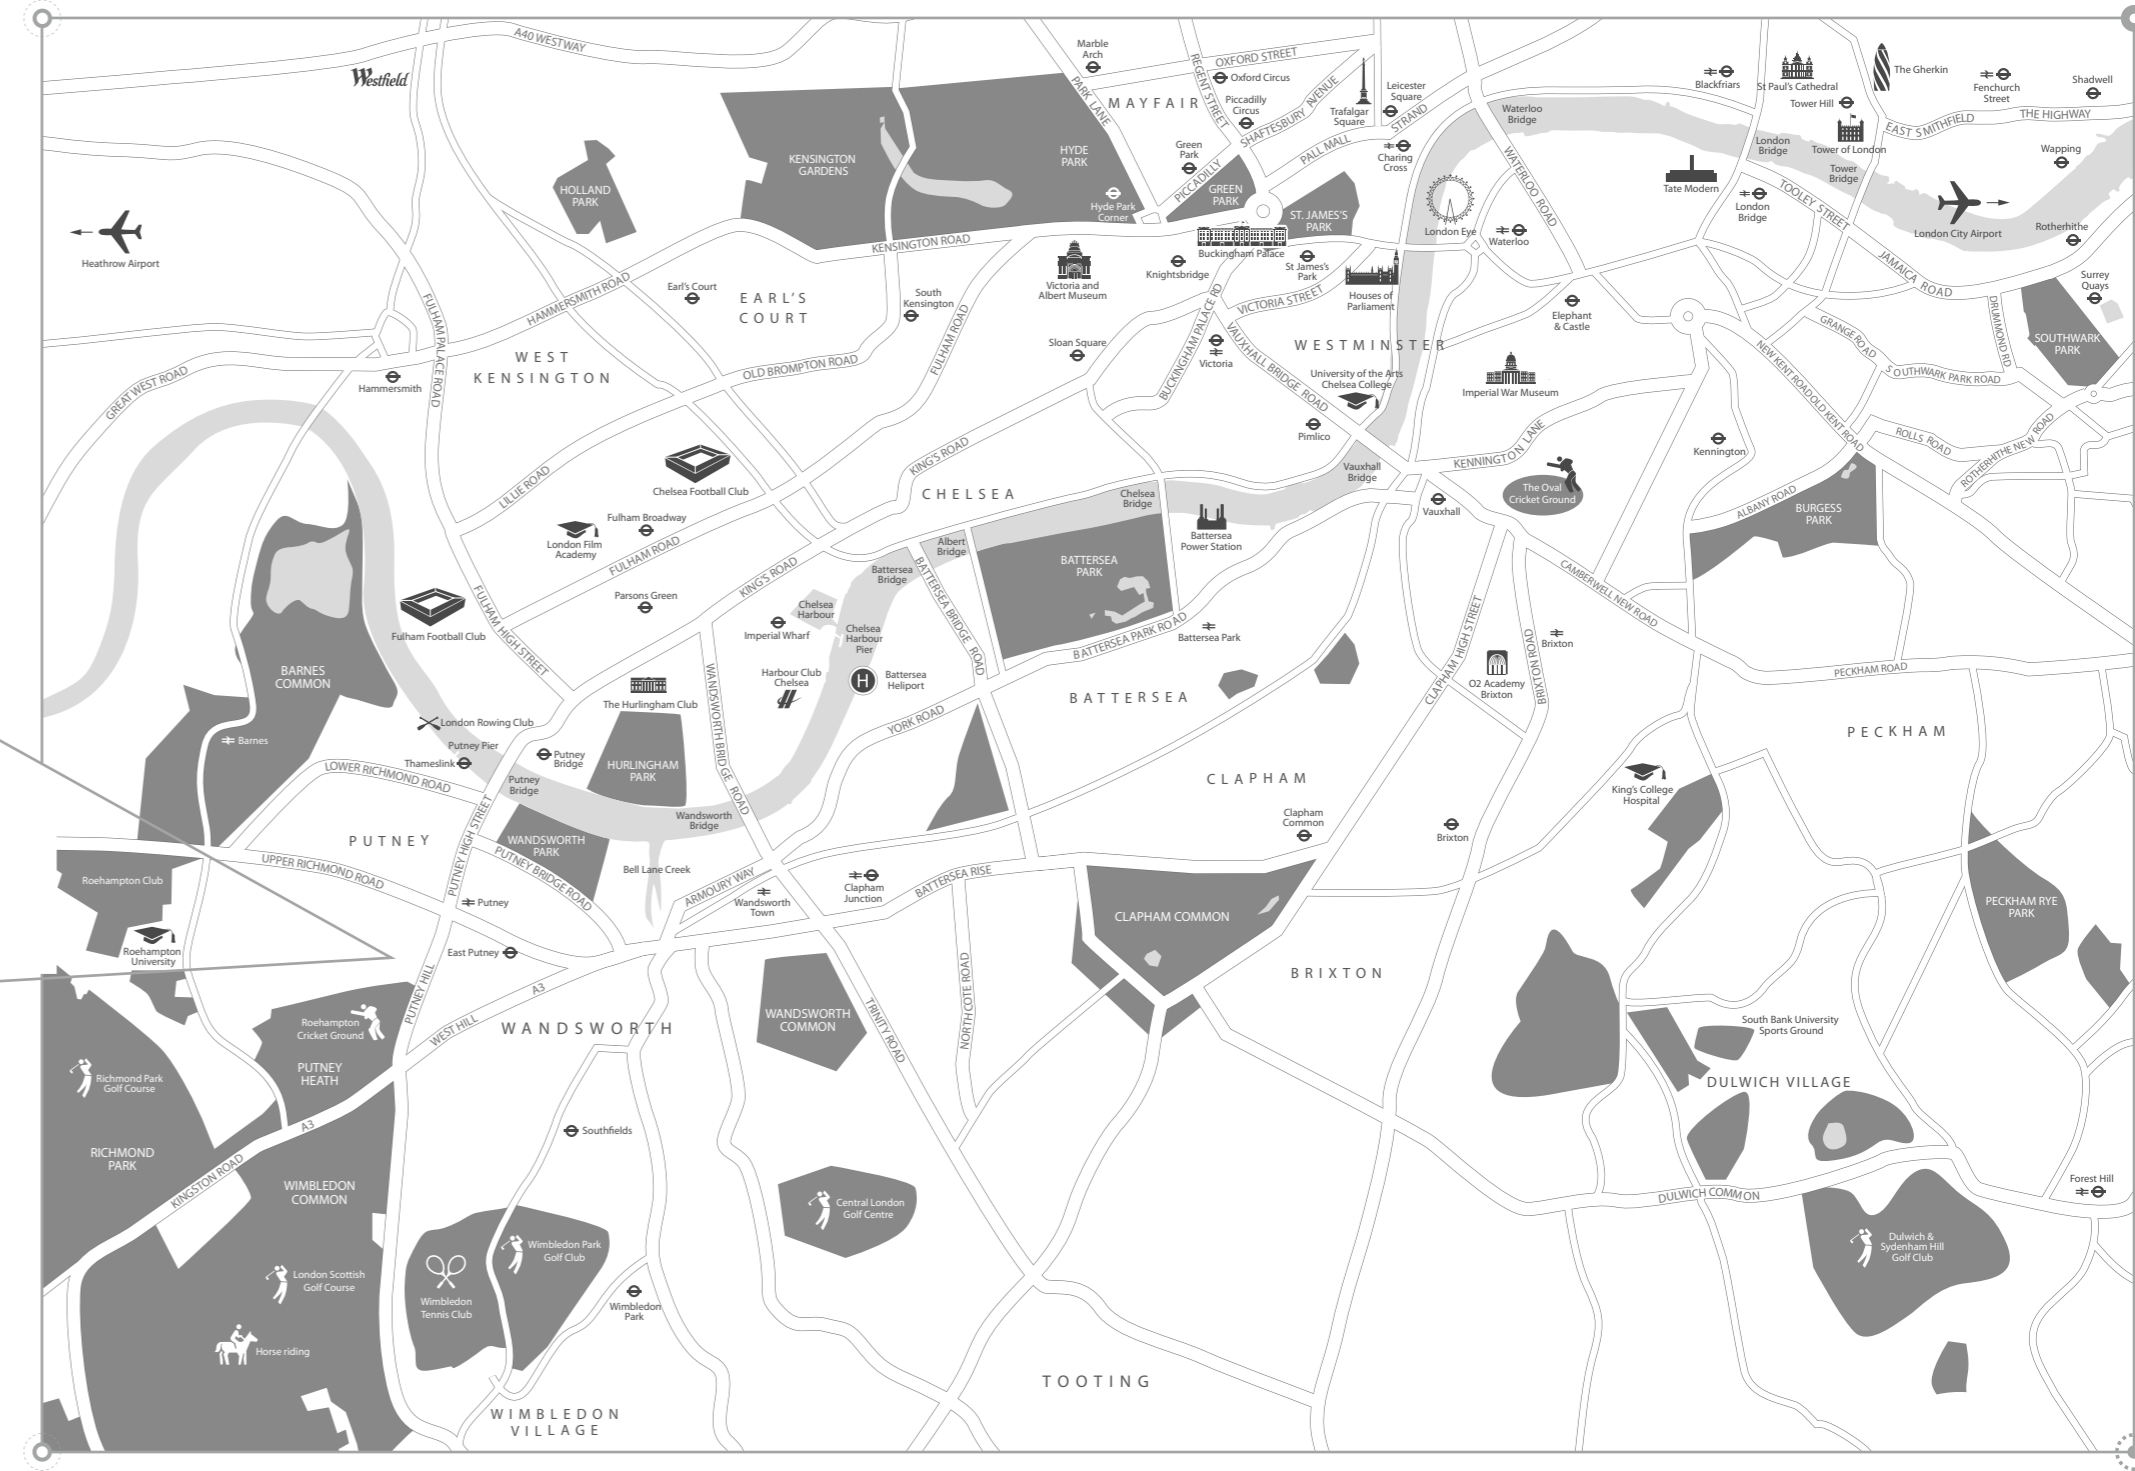 A40 WESTWAY
Westfield
Marble
Arch
OXFORD STREET
Oxford Circus
REGENT STREET
PARK LANE
MAYFAIR
Piccadilly
Circus
SHAFTESBURY AVENUE
Trafalgar
Square
Leicester
Square
STRAND
PALL MALL
Charing
Cross
Waterloo
Bridge
Blackfriars
St Paul's Cathedral
Tower Hill
The Gherkin
Fenchurch
Street
Shadwell
THE HIGHWAY
EAST SMITHFIELD
Tower of London
London
Bridge
Tower
Bridge
Wapping
KENSINGTON
GARDENS
HYDE
PARK
Green
Park
PICCADILLY
GREEN
PARK
HOLLAND
PARK
Hyde Park
Corner
ST. JAMES'S
PARK
London Eye
WATERLOO ROAD
Waterloo
Tate Modern
London
Bridge
TOOLEY STREET
London City Airport
Rotherhithe
Heathrow Airport
KENSINGTON ROAD
Buckingham Palace
Knightsbridge
St James's
Park
Victoria and
Albert Museum
Houses of
Parliament
JAMAICA ROAD
Surrey
Quays
HAMMERSMITH ROAD
Earl's Court
EARL'S
COURT
South
Kensington
FULHAM ROAD
VICTORIA STREET
BUCKINGHAM PALACE RD
Elephant
& Castle
GRANGE ROAD
DRUMMOND RD
SOUTHWARK
PARK
FULHAM PALACE ROAD
WEST
KENSINGTON
OLD BROMPTON ROAD
Sloan Square
Victoria
VAUXHALL BRIDGE ROAD
WESTMINSTER
University of the Arts
Chelsea College
Imperial War Museum
NEW KENT ROAD
OLD KENT ROAD
SOUTHWARK PARK ROAD
GREAT WEST ROAD
Hammersmith
Pimlico
KENNINGTON LANE
Kennington
ROLLS ROAD
ROTHERHITHE NEW ROAD
LILLIE ROAD
Chelsea Football Club
KING'S ROAD
CHELSEA
Chelsea
Bridge
Vauxhall
Bridge
Vauxhall
The Oval
Cricket Ground
ALBANY ROAD
BURGESS
PARK
London Film
Academy
Fulham Broadway
FULHAM ROAD
Albert
Bridge
Battersea
Power Station
Battersea
Bridge
BATTERSEA BRIDGE ROAD
BATTERSEA
PARK
Fulham Football Club
FULHAM HIGH STREET
Parsons Green
KING'S ROAD
Imperial Wharf
Chelsea
Harbour
Chelsea
Harbour
Pier
BATTERSEA PARK ROAD
Battersea Park
CLAPHAM HIGH STREET
BRIXTON ROAD
Brixton
CAMBERWELL NEW ROAD
O2 Academy
Brixton
PECKHAM ROAD
BARNES
COMMON
Barnes
The Hurlingham Club
WANDSWORTH BRIDGE ROAD
Harbour Club
Chelsea
H
Battersea
Heliport
BATTERSEA
YORK ROAD
London Rowing Club
Putney Pier
Thameslink
Putney
Bridge
Putney
Bridge
HURLINGHAM
PARK
PECKHAM
LOWER RICHMOND ROAD
CLAPHAM
King's College
Hospital
Wandsworth
Bridge
Clapham
Common
Brixton
PUTNEY
PUTNEY HIGH STREET
WANDSWORTH
PARK
PUTNEY BRIDGE ROAD
Bell Lane Creek
ARMOURY WAY
Wandsworth
Town
Clapham
Junction
BATTERSEA RISE
UPPER RICHMOND ROAD
Roehampton Club
Putney
CLAPHAM COMMON
PECKHAM RYE
PARK
Roehampton
University
East Putney
A3
PUTNEY HILL
WEST HILL
WANDSWORTH
NORTHCOTE ROAD
BRIXTON
Roehampton
Cricket Ground
PUTNEY
HEATH
WANDSWORTH
COMMON
TRINITY ROAD
South Bank University
Sports Ground
DULWICH VILLAGE
Richmond Park
Golf Course
Southfields
A3
RICHMOND
PARK
KINGSTON ROAD
WIMBLEDON
COMMON
Central London
Golf Centre
DULWICH COMMON
Forest Hill
Wimbledon Park
Golf Club
Dulwich &
Sydenham Hill
Golf Club
London Scottish
Golf Course
Wimbledon
Tennis Club
Wimbledon
Park
Horse riding
TOOTING
WIMBLEDON
VILLAGE